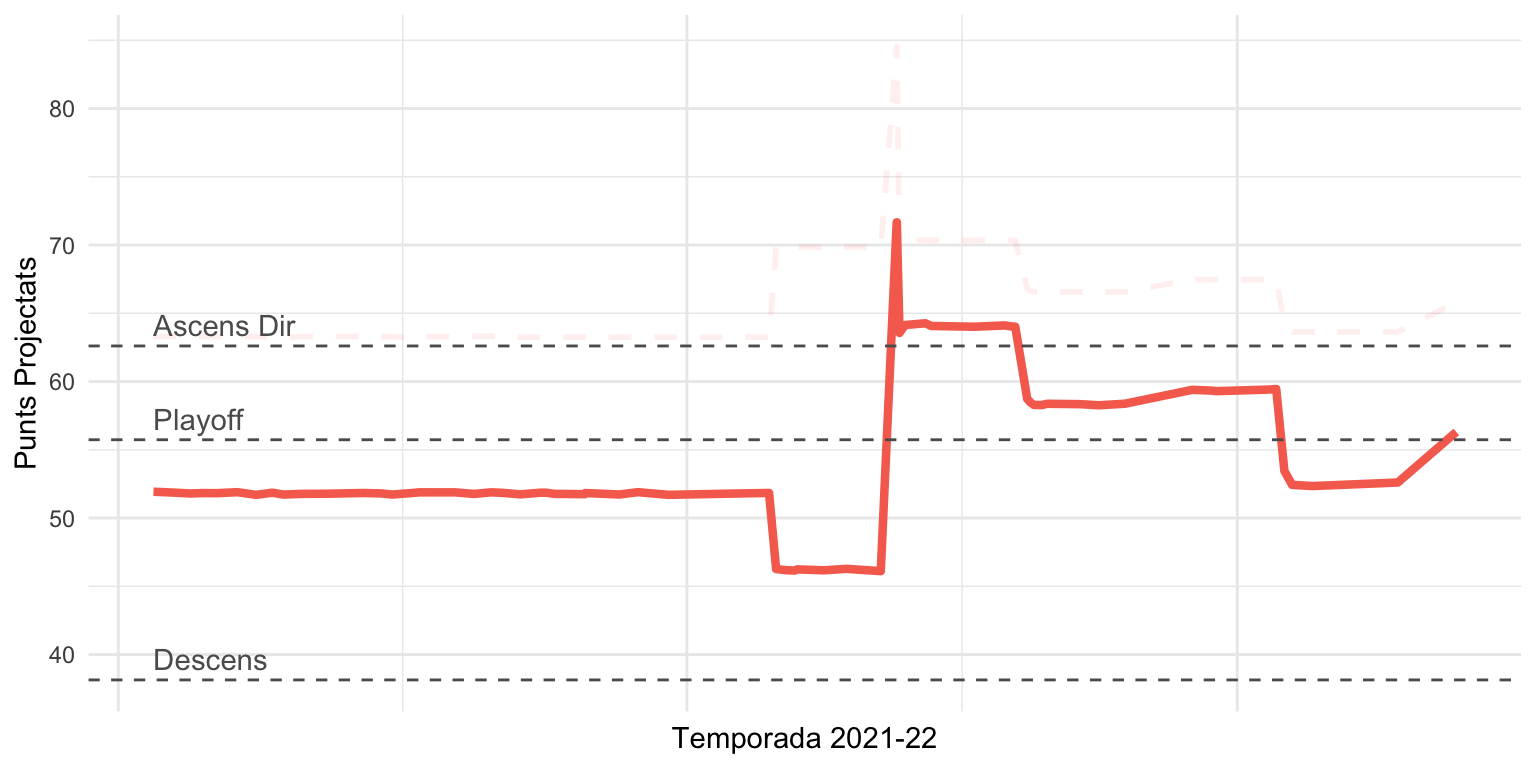 80
70
60
50
40
Punts Projectats
Ascens Dir
Playoff
Descens
Temporada 2021-22